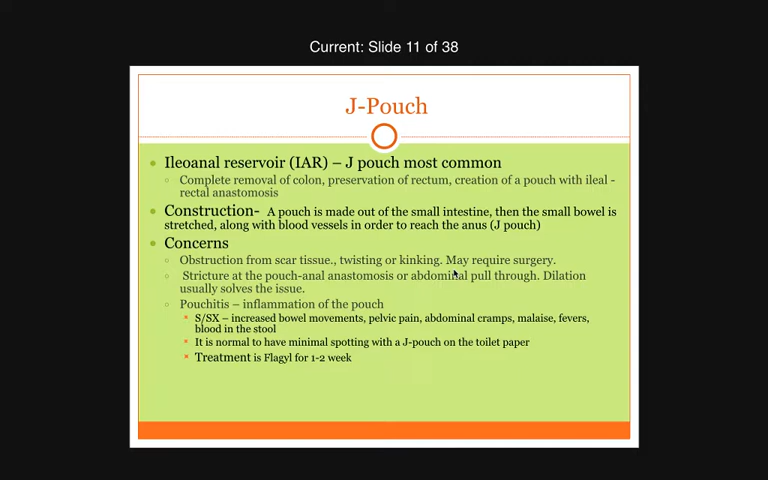 Current: Slide 11 of 38
J-Pouch
Ileoanal reservoir (IAR) – J pouch most common
Complete removal of colon, preservation of rectum, creation of a pouch with ileal -
rectal anastomosis
Construction- A pouch is made out of the small intestine, then the small bowel is
stretched, along with blood vessels in order to reach the anus (J pouch)
Concerns
Obstruction from scar tissue., twisting or kinking. May require surgery.
Stricture at the pouch-anal anastomosis or abdominal pull through. Dilation
usually solves the issue.
Pouchitis – inflammation of the pouch
S/SX – increased bowel movements, pelvic pain, abdominal cramps, malaise, fevers,
blood in the stool
It is normal to have minimal spotting with a J-pouch on the toilet paper
Treatment is Flagyl for 1-2 week